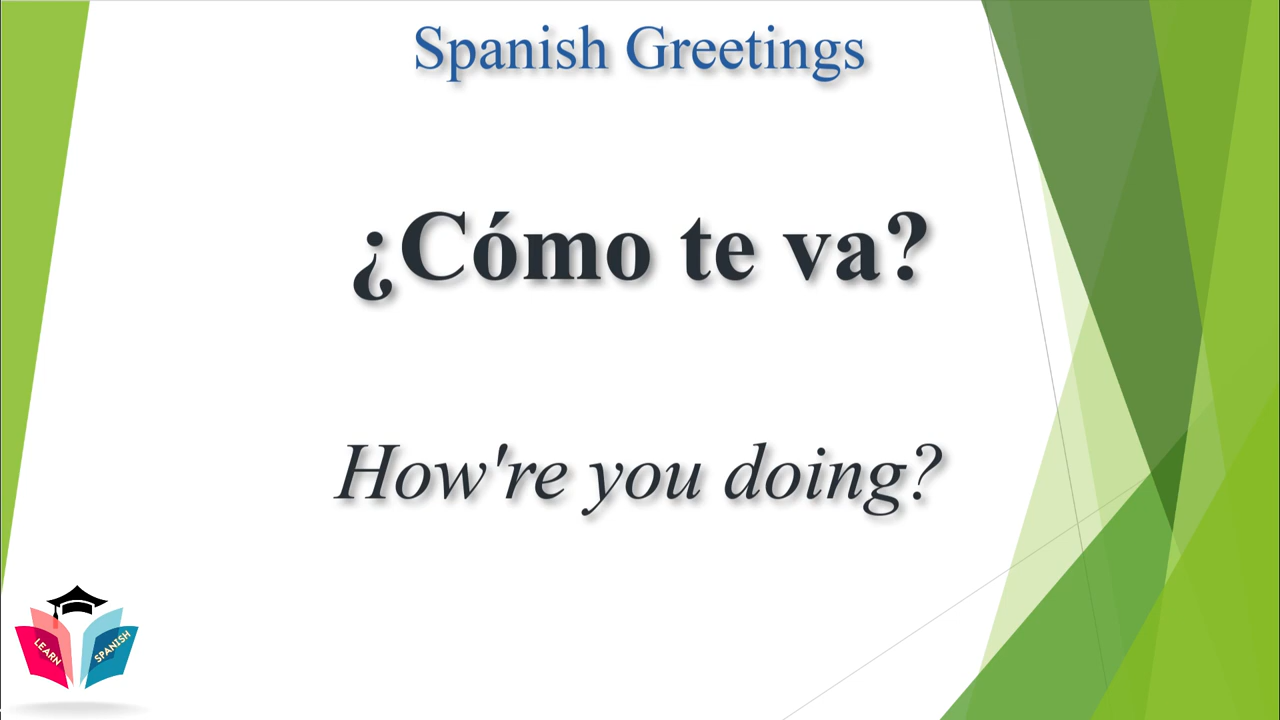 Spanish Greetings
¿Cómo te va?
How're you doing?
LEARN
SPANISH